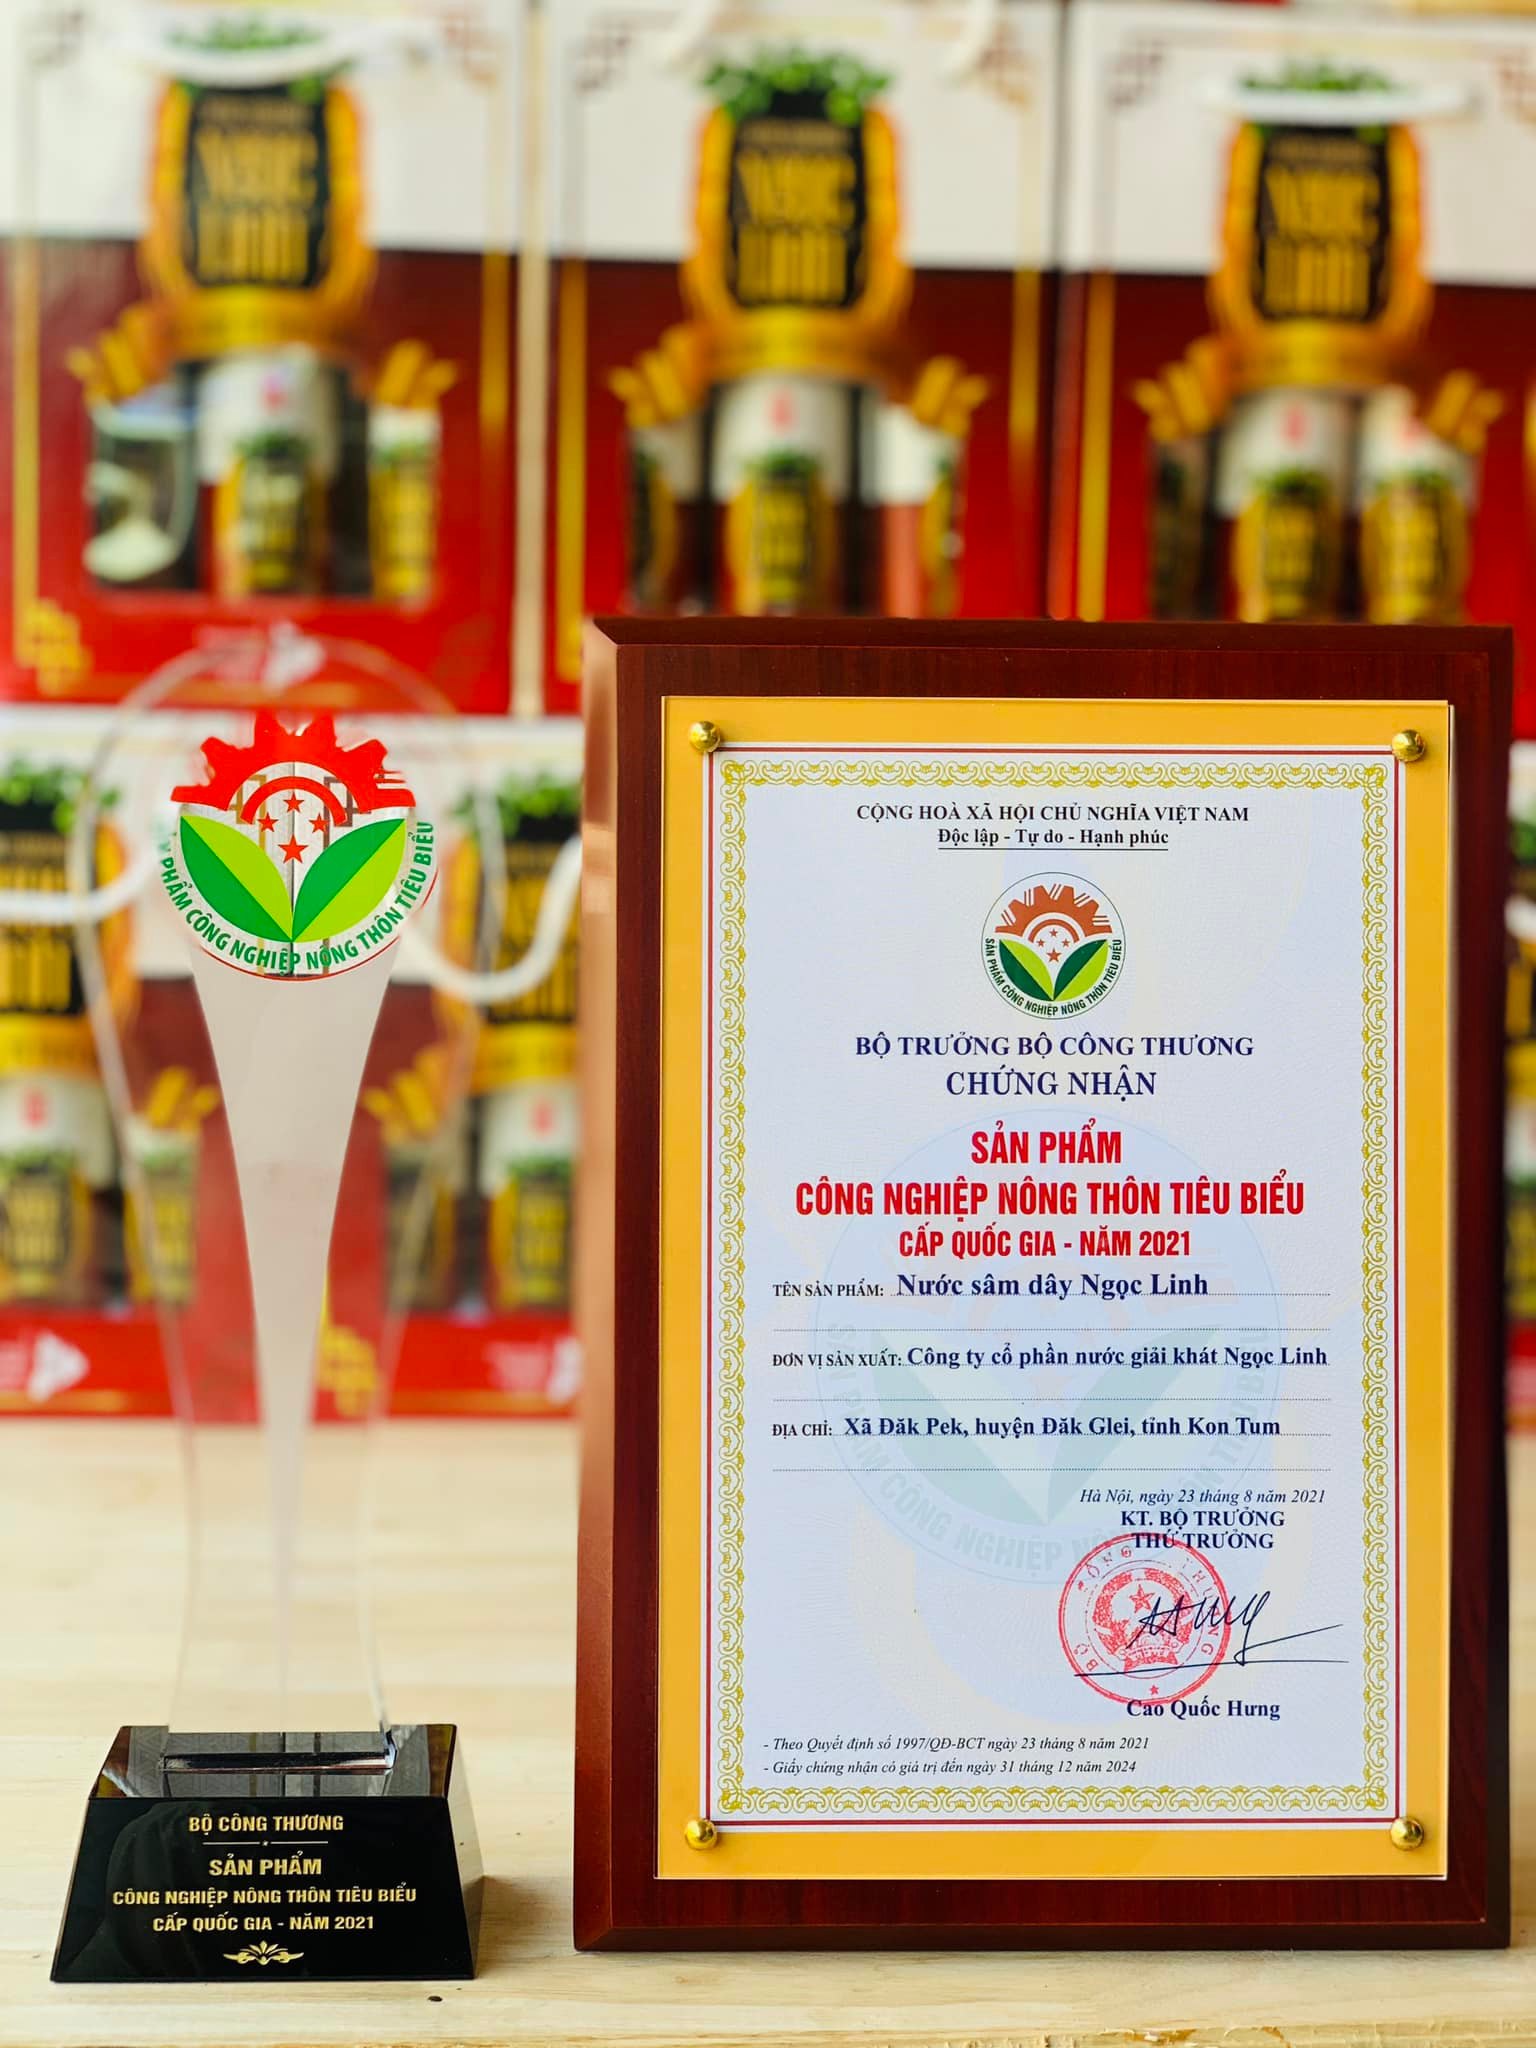 SẢN PHẨM CÔNG NGHIỆP NÔNG THÔN TIÊU BIỂU
BỘ CÔNG THƯƠNG
SẢN PHẨM
CÔNG NGHIỆP NÔNG THÔN TIÊU BIỂU
CẤP QUỐC GIA - NĂM 2021
CỘNG HOÀ XÃ HỘI CHỦ NGHĨA VIỆT NAM
Độc lập - Tự do - Hạnh phúc
SẢN PHẨM CÔNG NGHIỆP NÔNG THÔN TIÊU BIỂU
BỘ TRƯỞNG BỘ CÔNG THƯƠNG
CHỨNG NHẬN
SẢN PHẨM
CÔNG NGHIỆP NÔNG THÔN TIÊU BIỂU
CẤP QUỐC GIA - NĂM 2021
TÊN SẢN PHẨM: Nước sâm dây Ngọc Linh
ĐƠN VỊ SẢN XUẤT: Công ty cổ phần nước giải khát Ngọc Linh
ĐỊA CHỈ: Xã Đăk Pek, huyện Đăk Glei, tỉnh Kon Tum
Hà Nội, ngày 23 tháng 8 năm 2021
KT. BỘ TRƯỞNG
THỨ TRƯỞNG
BỘ CÔNG THƯƠNG
Cao Quốc Hưng
- Theo Quyết định số 1997/QĐ-BCT ngày 23 tháng 8 năm 2021
- Giấy chứng nhận có giá trị đến ngày 31 tháng 12 năm 2024